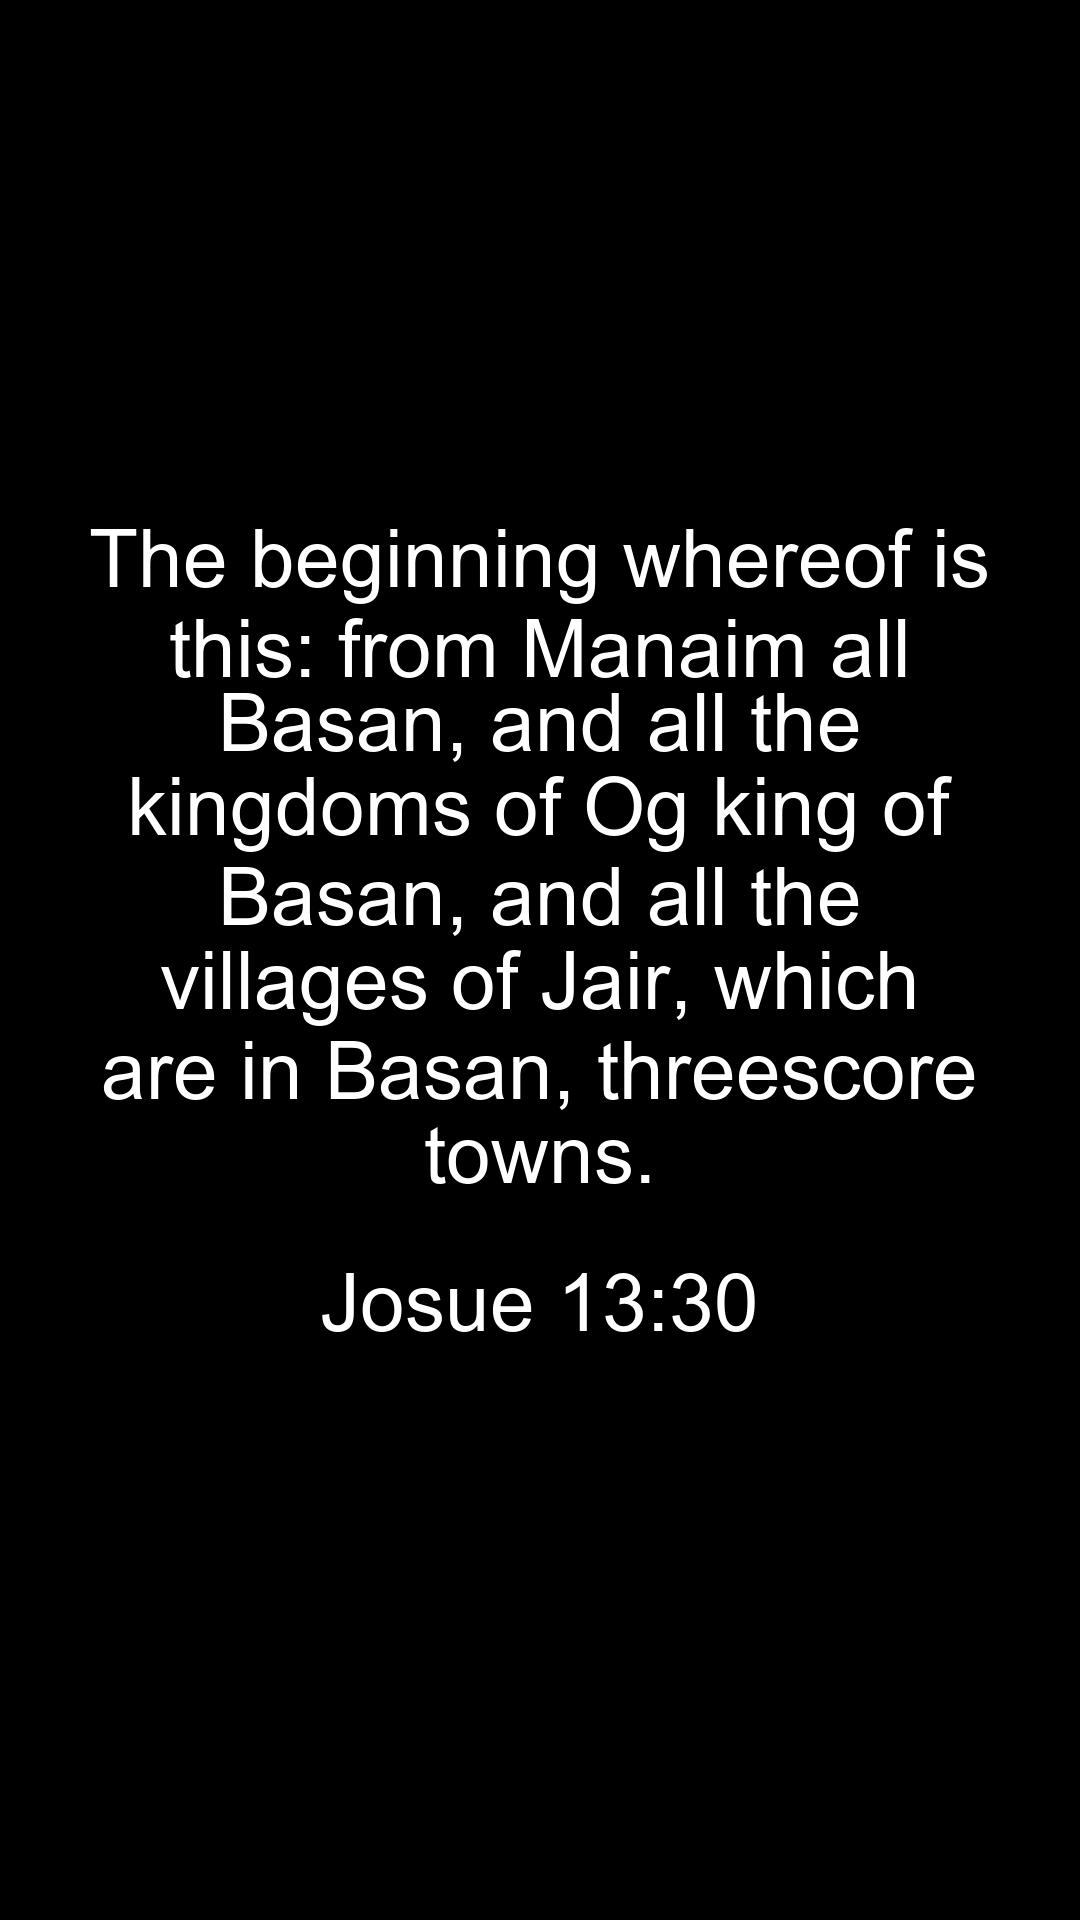 The beginning whereof is
this: from Manaim all
Basan, and all the
kingdoms of Og king of
Basan, and all the
villages of Jair, which
are in Basan, threescore
towns.
Josue 13:30